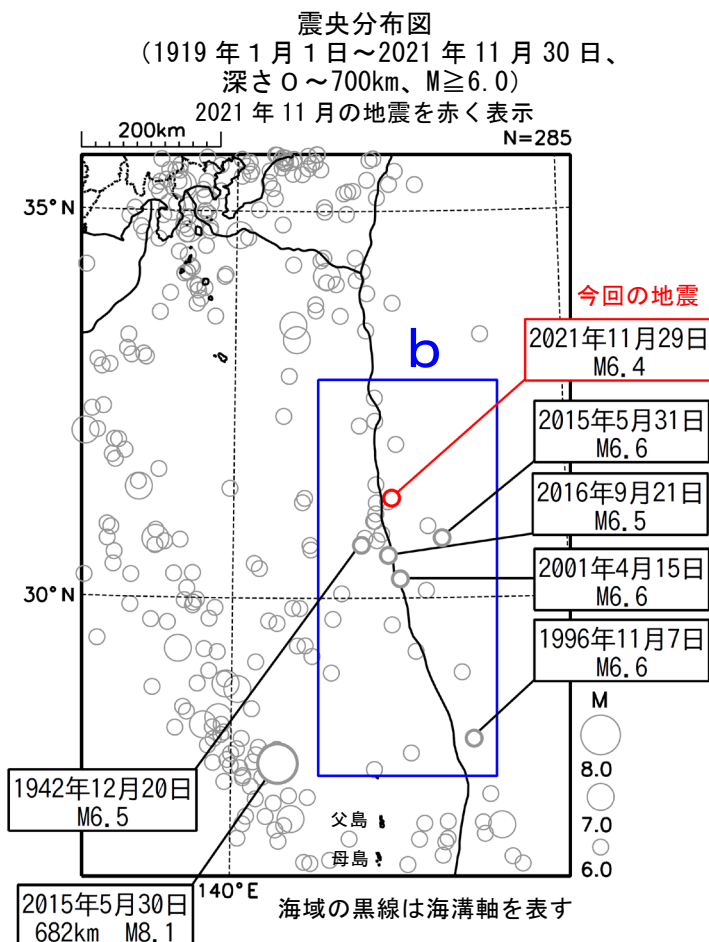 震央分布図
(1919年1月1日～2021年11月30日、
深さ0～700km、M≧6.0)
2021年11月の地震を赤く表示
200km
N=285
35°N
今回の地震
2021年11月29日
M6.4
b
2015年5月31日
M6.6
2016年9月21日
M6.5
2001年4月15日
M6.6
30°N
1996年11月7日
M6.6
M
8.0
7.0
6.0
1942年12月20日
M6.5
父島
母島
140°E
2015年5月30日
682km M8.1
海域の黒線は海溝軸を表す